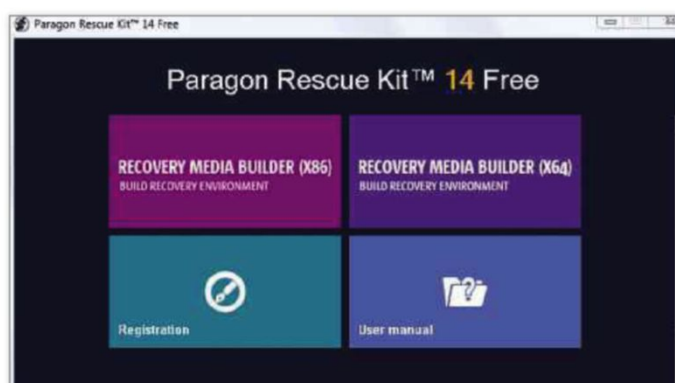 Paragon Rescue Kit™ 14 Free
Paragon Rescue Kit™ 14 Free
RECOVERY MEDIA BUILDER (X86)
BUILD RECOVERY ENVIRONMENT
RECOVERY MEDIA BUILDER (X64)
BUILD RECOVERY ENVIRONMENT
Registration
User manual